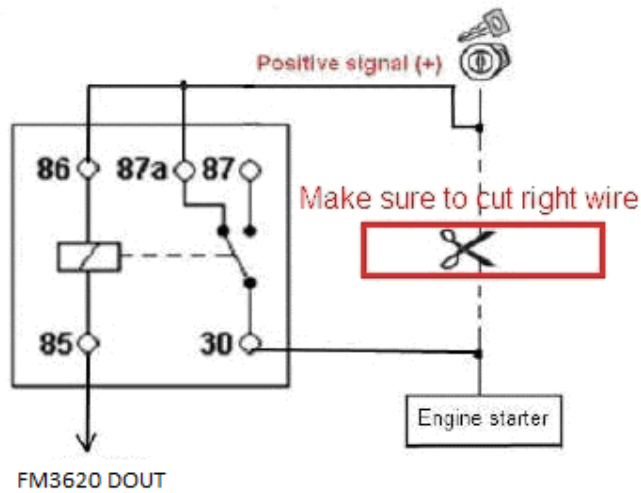 Positive signal (+)
86 87a 87
Make sure to cut right wire
85 30
Engine starter
FM3620 DOUT